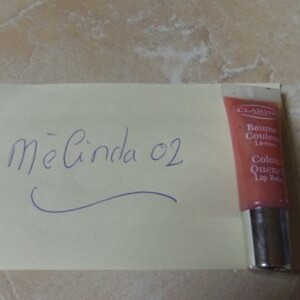 Mèlinda 02
CLARINS
Baume
Couleur
Lèvres
Colour
Quench
Lip Balm